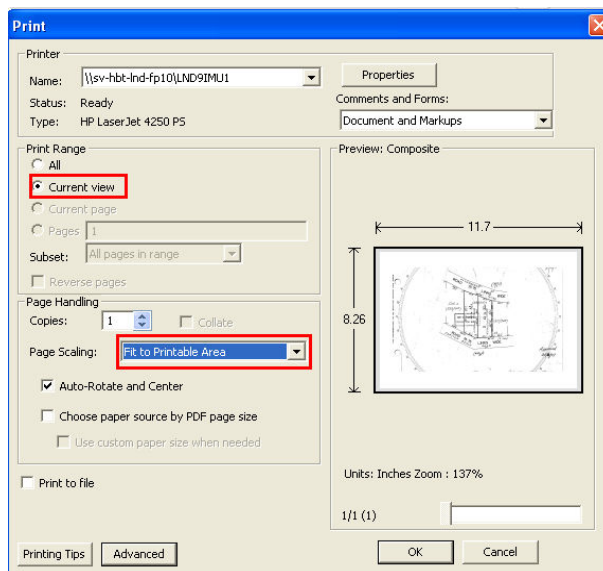 Print
Printer
Name: \\sv-hbt-lnd-fp10\LND9IMU1
Properties
Status: Ready
Comments and Forms:
Type: HP LaserJet 4250 PS
Document and Markups
Print Range
All
Current view
Current page
Pages 1
Subset: All pages in range
Reverse pages
Page Handling
Copies: 1 Collate
Page Scaling: Fit to Printable Area
Auto-Rotate and Center
Choose paper source by PDF page size
Use custom paper size when needed
Print to file
Preview: Composite
11.7
8.26
Units: Inches Zoom : 137%
1/1 (1)
Printing Tips Advanced OK Cancel